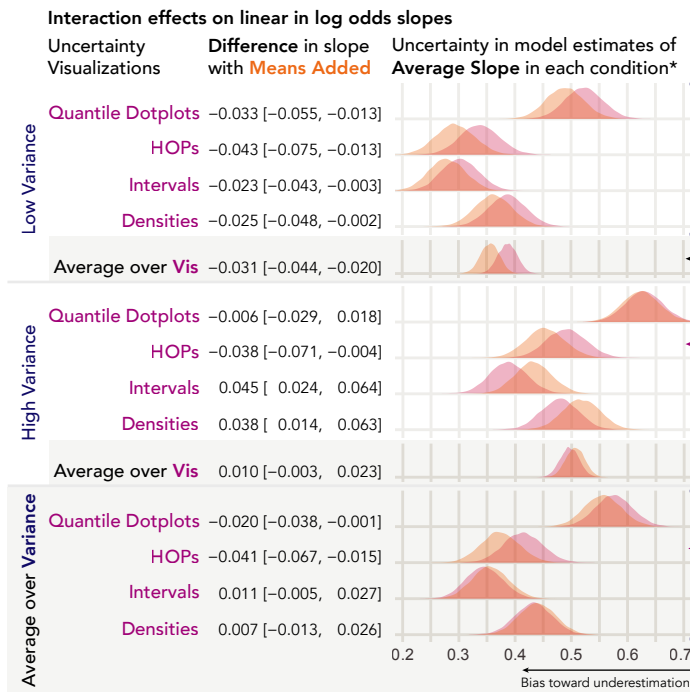 Interaction effects on linear in log odds slopes
Uncertainty Visualizations
Difference in slope with Means Added
Uncertainty in model estimates of Average Slope in each condition*
Low Variance
Quantile Dotplots −0.033 [−0.055, −0.013]
HOPs −0.043 [−0.075, −0.013]
Intervals −0.023 [−0.043, −0.003]
Densities −0.025 [−0.048, −0.002]
Average over Vis −0.031 [−0.044, −0.020]
High Variance
Quantile Dotplots −0.006 [−0.029, 0.018]
HOPs −0.038 [−0.071, −0.004]
Intervals 0.045 [ 0.024, 0.064]
Densities 0.038 [ 0.014, 0.063]
Average over Vis 0.010 [−0.003, 0.023]
Average over Variance
Quantile Dotplots −0.020 [−0.038, −0.001]
HOPs −0.041 [−0.067, −0.015]
Intervals 0.011 [−0.005, 0.027]
Densities 0.007 [−0.013, 0.026]
0.2 0.3 0.4 0.5 0.6 0.7
Bias toward underestimation